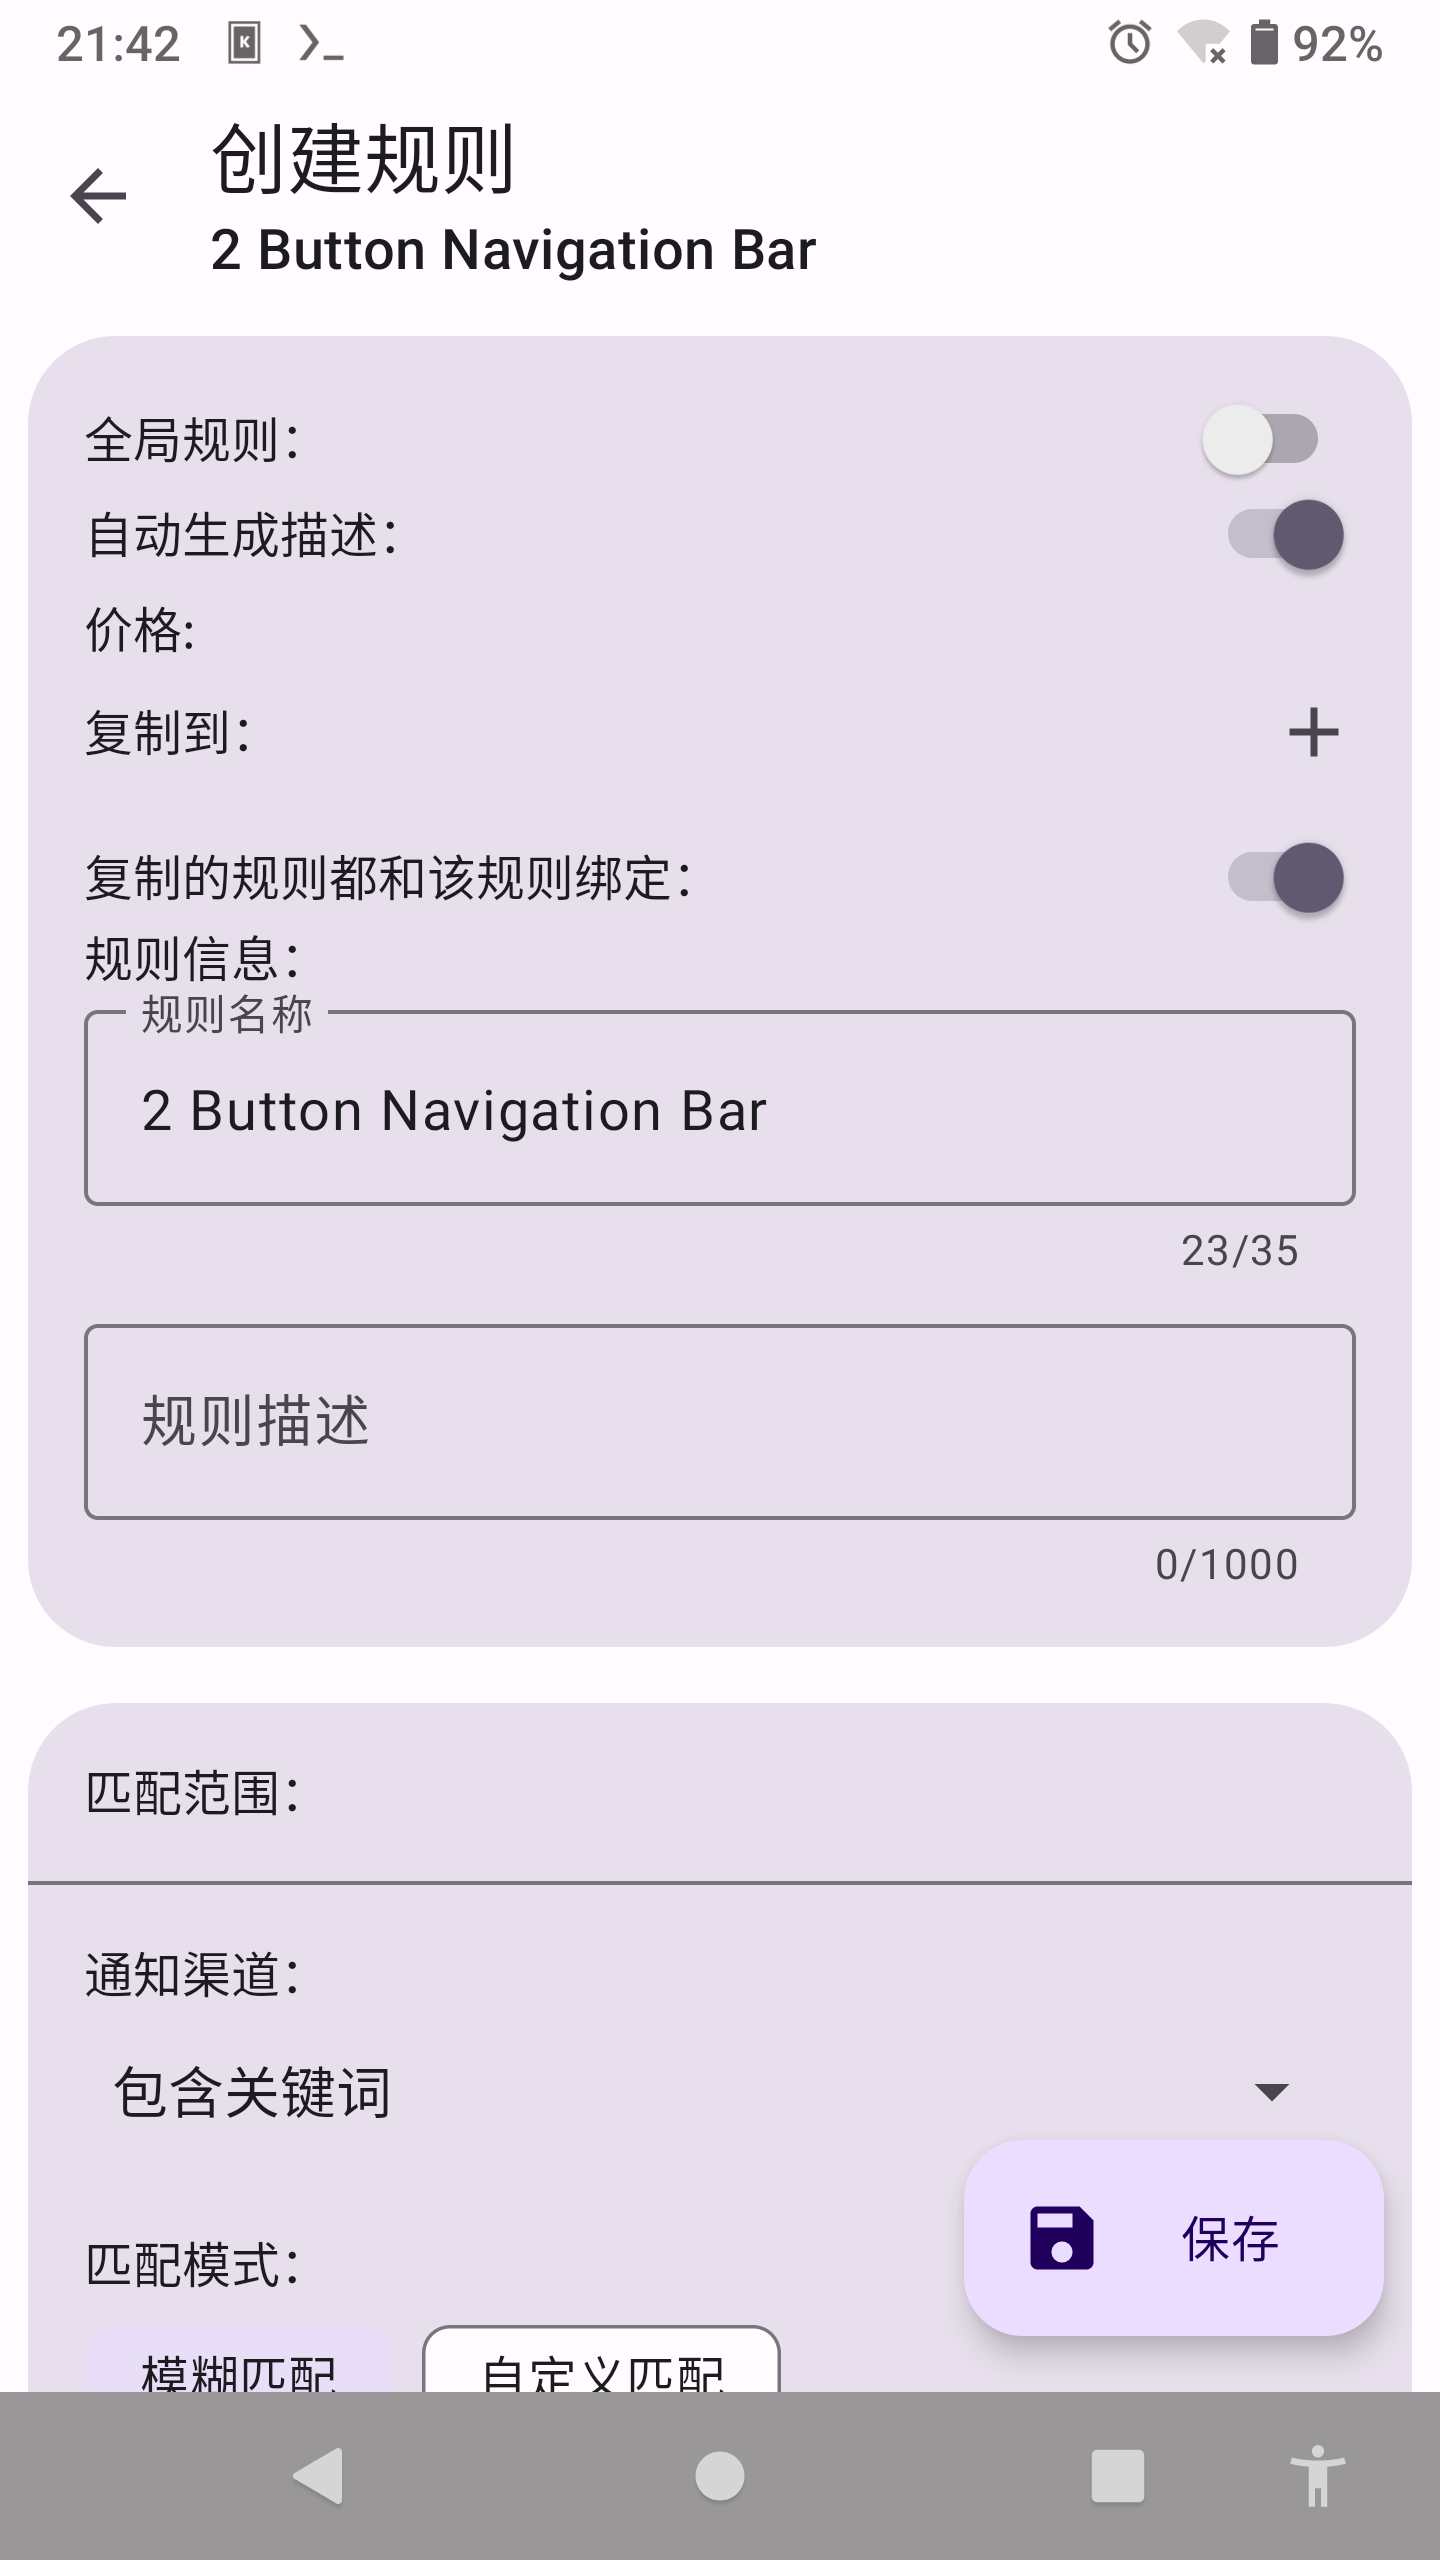 21:42
92%
创建规则
2 Button Navigation Bar
全局规则：
自动生成描述：
价格:
复制到：
复制的规则都和该规则绑定：
规则信息：
规则名称
2 Button Navigation Bar
23/35
规则描述
0/1000
匹配范围：
通知渠道：
包含关键词
保存
匹配模式：
模糊匹配
自定义匹配